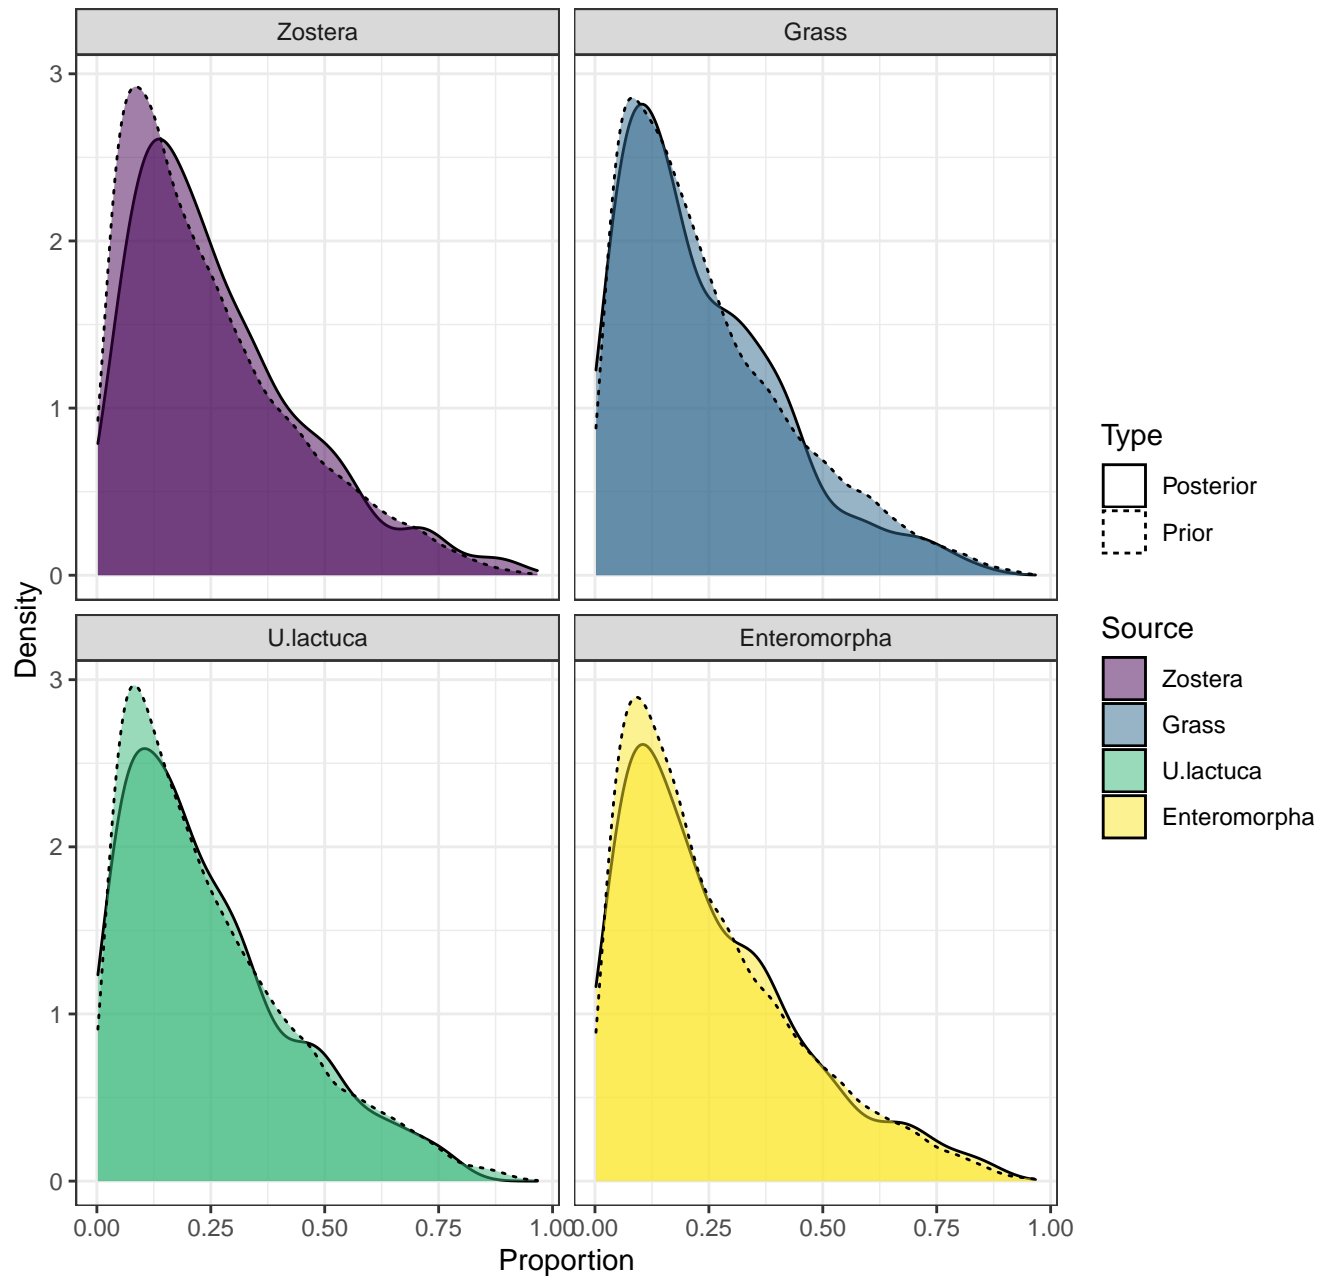 Zostera
Grass
3
2
1
0
U.lactuca
Enteromorpha
3
2
1
0
0.00 0.25 0.50 0.75 1.00
0.00 0.25 0.50 0.75 1.00
Proportion
Density
Type
Posterior
Prior
Source
Zostera
Grass
U.lactuca
Enteromorpha